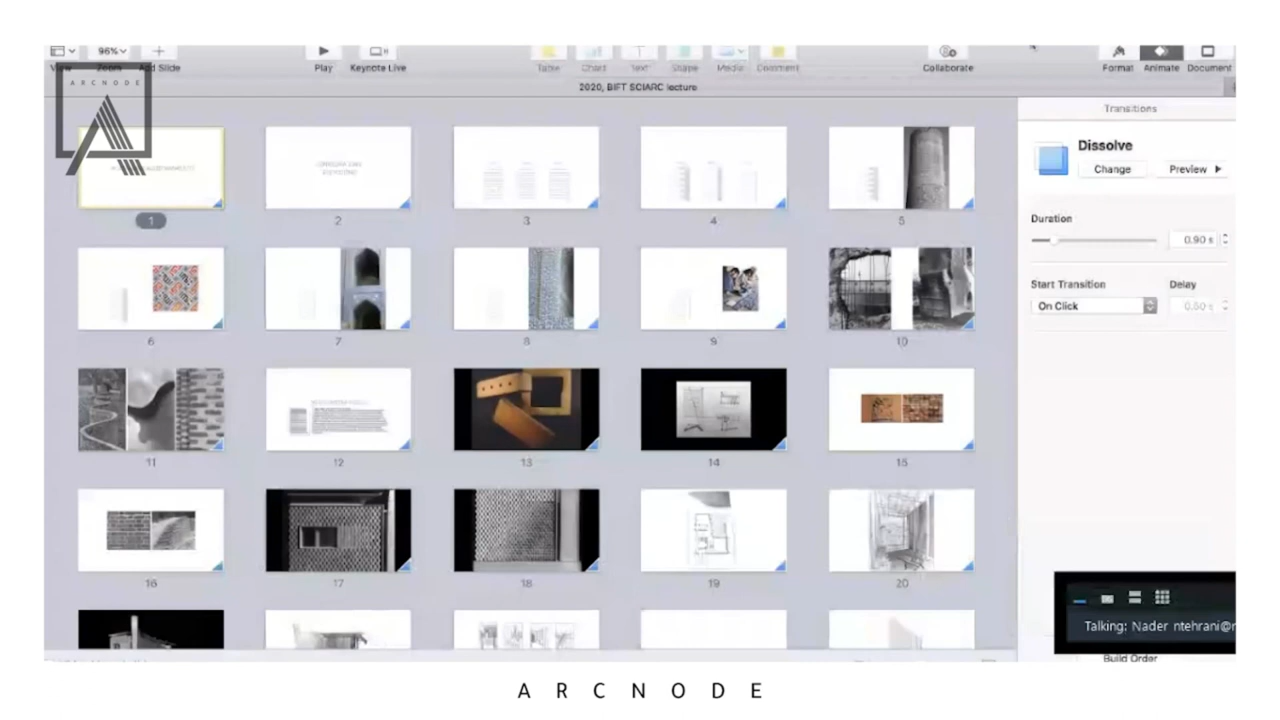 96%
View Zoom Add Slide Play Keynote Live Table Chart Text Shape Media Comment Collaborate Format Animate Document
2020, BIFT SCIARC lecture
ARCNODE
Transitions
Dissolve
Change Preview
1 2 3 4 5
Duration
0.90 s
6 7 8 9 10
Start Transition Delay
On Click 0.50 s
11 12 13 14 15
16 17 18 19 20
Talking: Nader ntehrani@
Build Order
ARCNODE